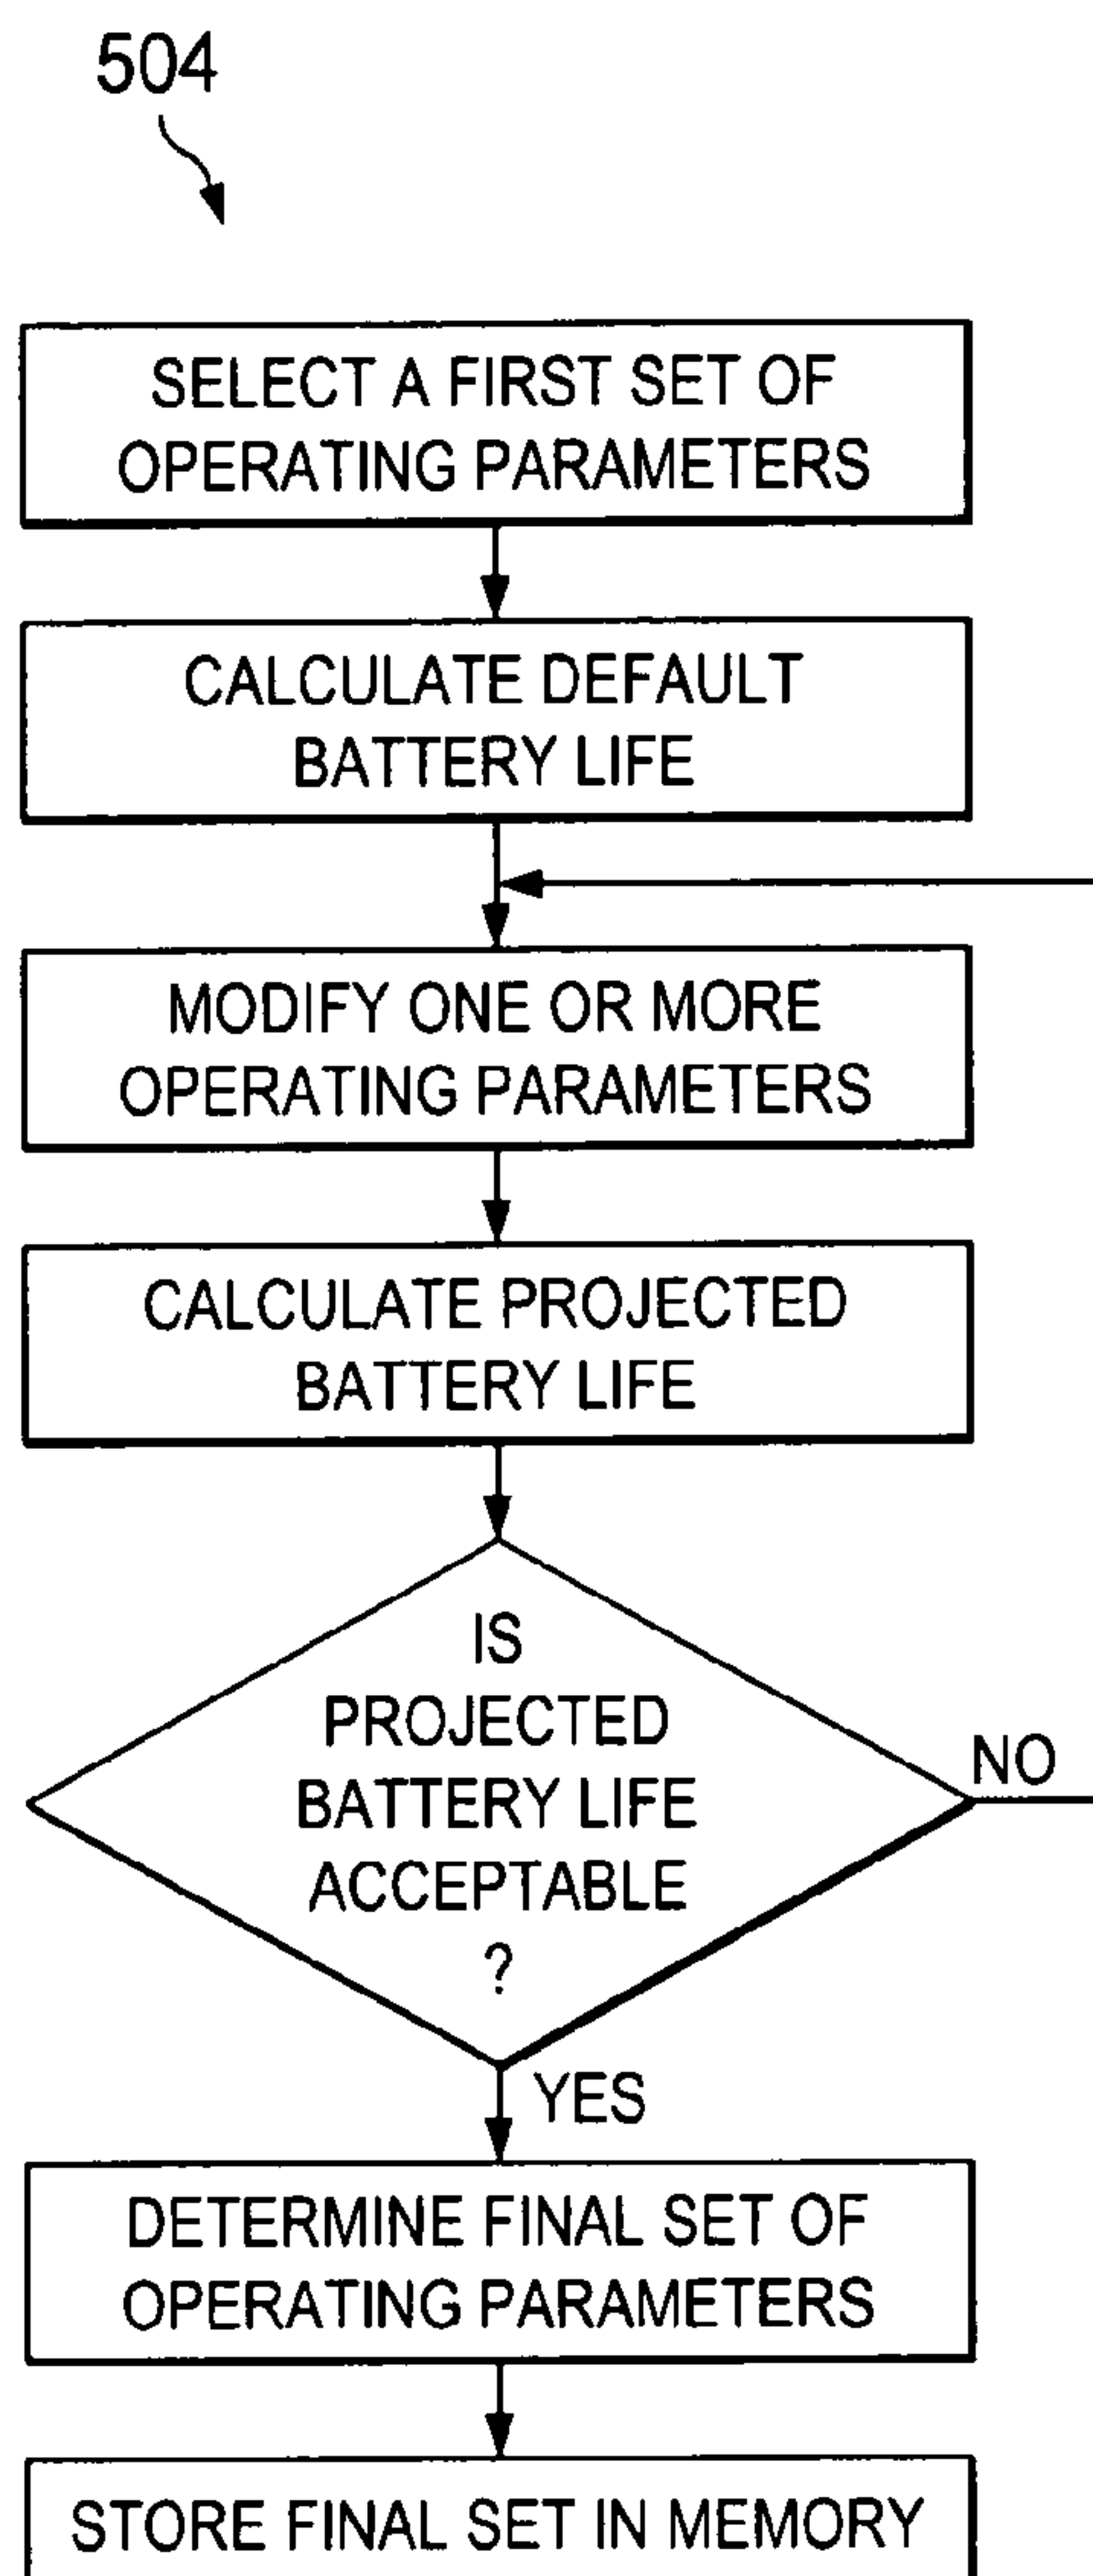 504
SELECT A FIRST SET OF
OPERATING PARAMETERS
CALCULATE DEFAULT
BATTERY LIFE
MODIFY ONE OR MORE
OPERATING PARAMETERS
CALCULATE PROJECTED
BATTERY LIFE
IS
PROJECTED
BATTERY LIFE
ACCEPTABLE
?
NO
YES
DETERMINE FINAL SET OF
OPERATING PARAMETERS
STORE FINAL SET IN MEMORY